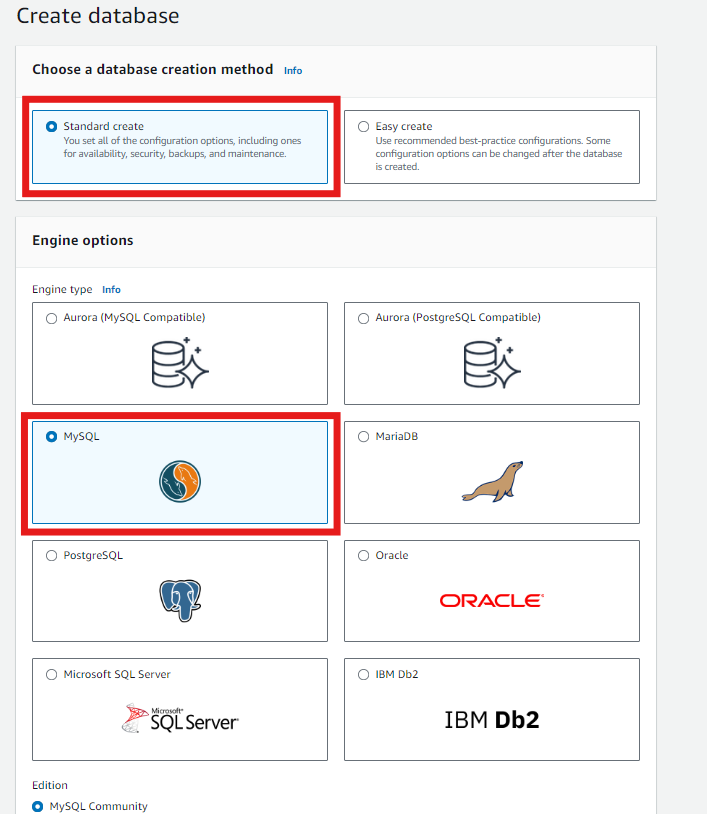 Create database
Choose a database creation method Info
Standard create
You set all of the configuration options, including ones
for availability, security, backups, and maintenance.
Easy create
Use recommended best-practice configurations. Some
configuration options can be changed after the database
is created.
Engine options
Engine type Info
Aurora (MySQL Compatible)
Aurora (PostgreSQL Compatible)
MySQL
MariaDB
PostgreSQL
Oracle
ORACLE
Microsoft SQL Server
Microsoft
SQL Server
IBM Db2
IBM Db2
Edition
MySQL Community